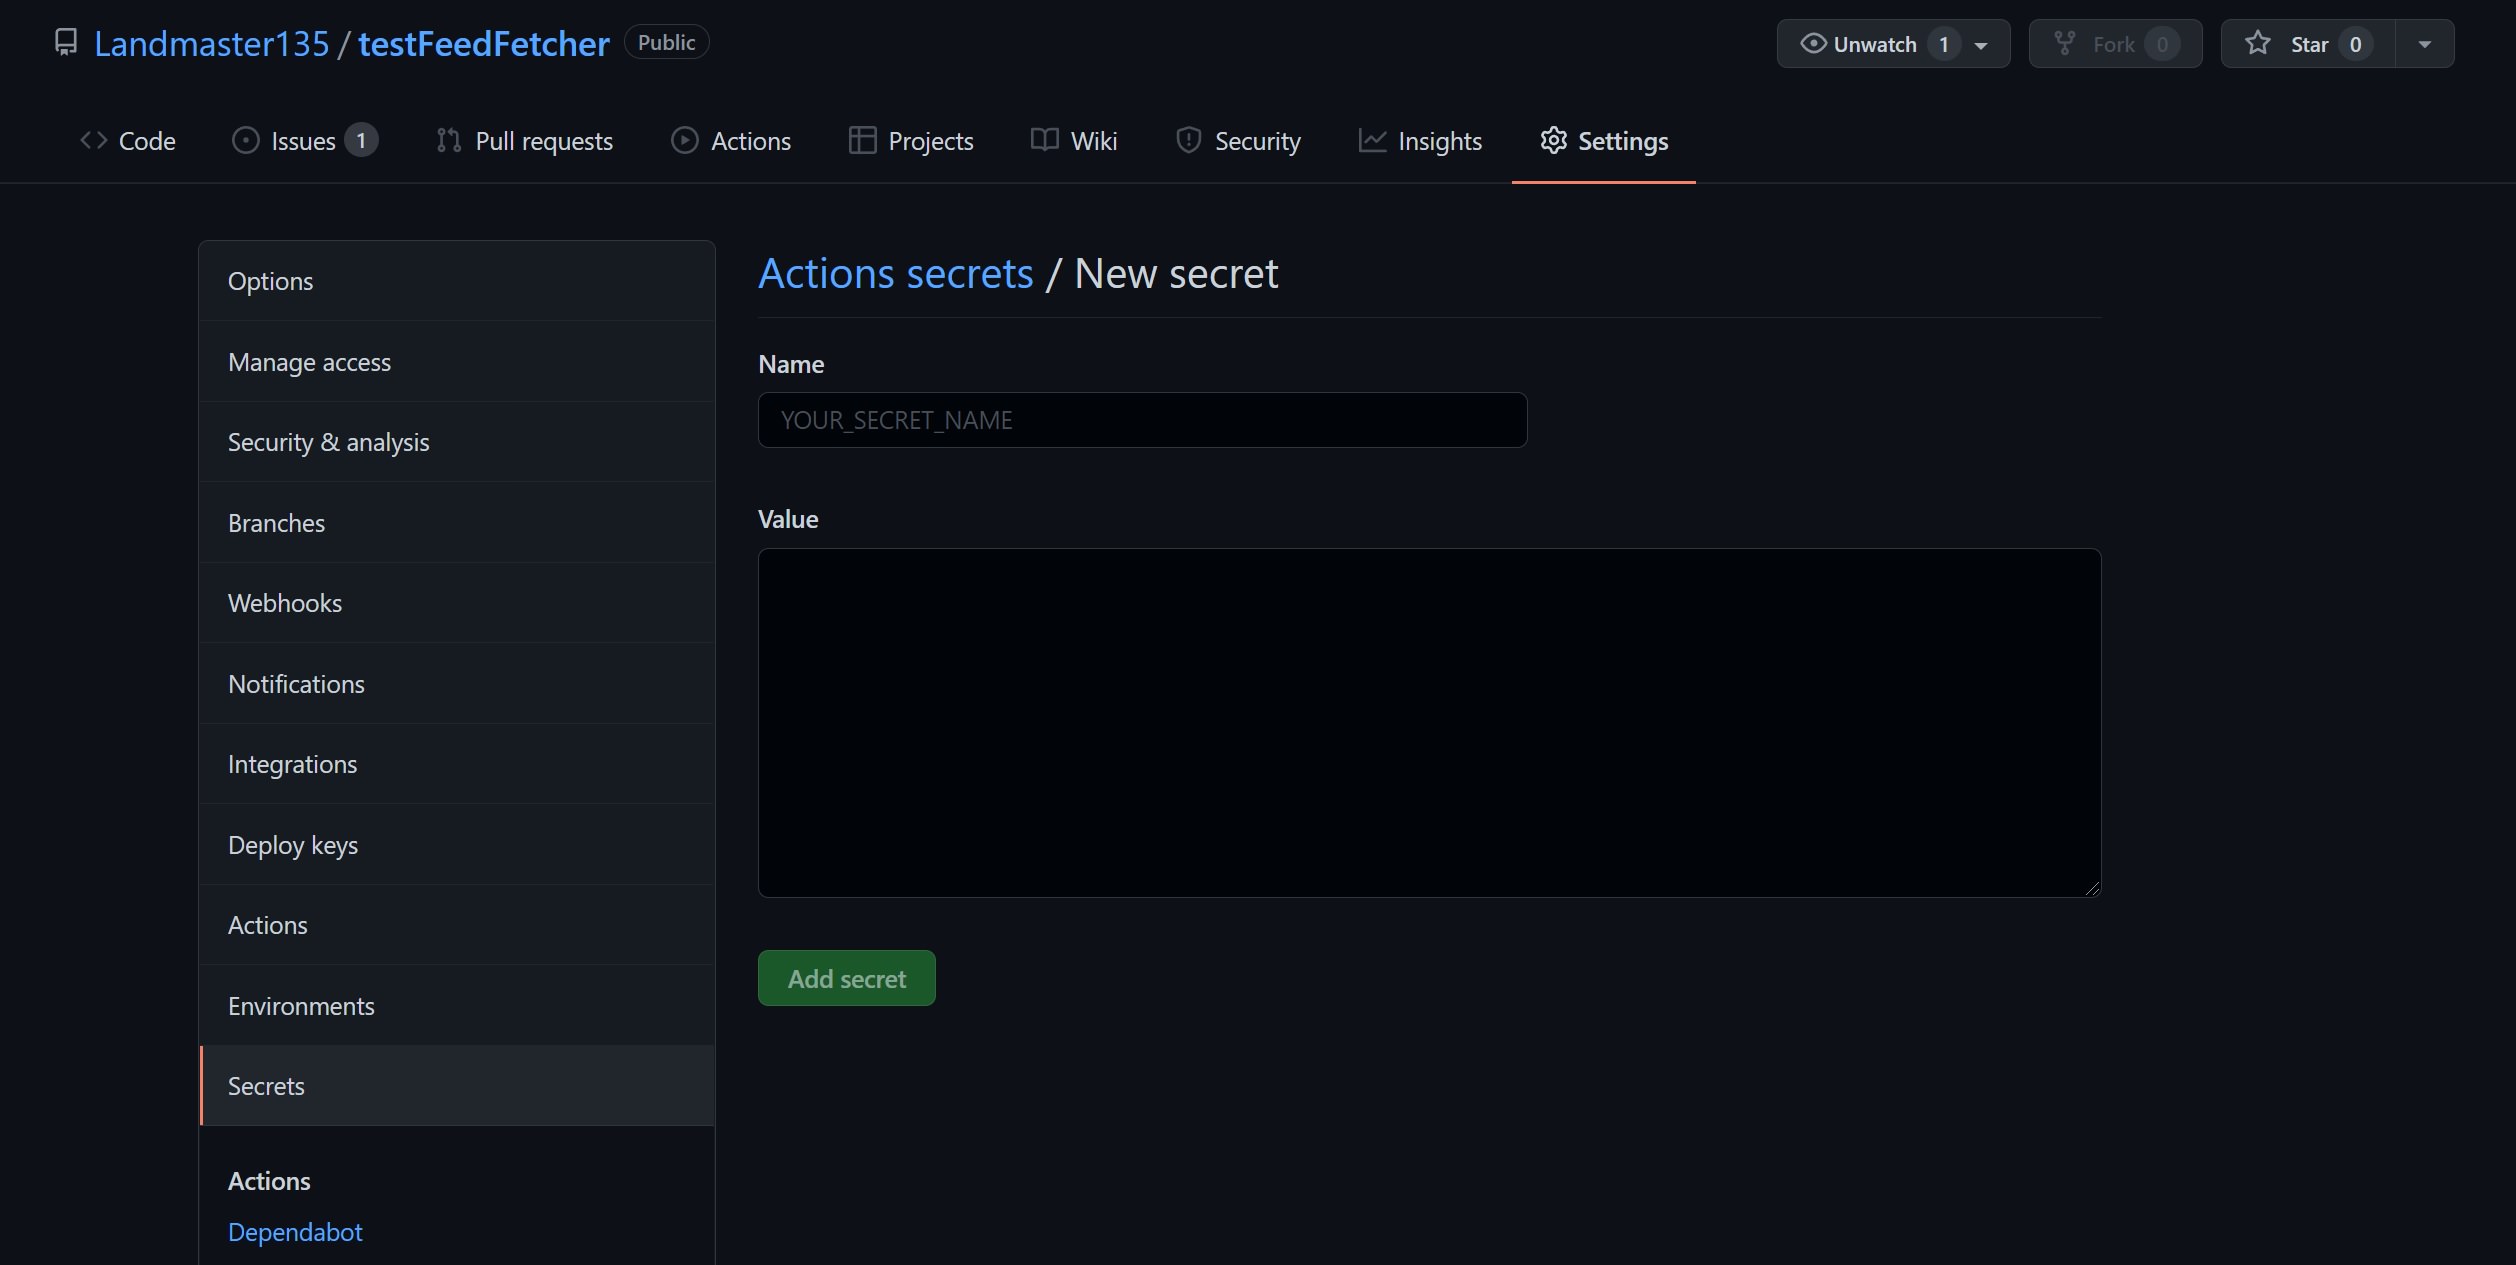 Landmaster135 / testFeedFetcher Public
Unwatch 1
Fork 0
Star 0
Code
Issues 1
Pull requests
Actions
Projects
Wiki
Security
Insights
Settings
Options
Manage access
Security & analysis
Branches
Webhooks
Notifications
Integrations
Deploy keys
Actions
Environments
Secrets
Actions
Dependabot
Actions secrets / New secret
Name
YOUR_SECRET_NAME
Value
Add secret